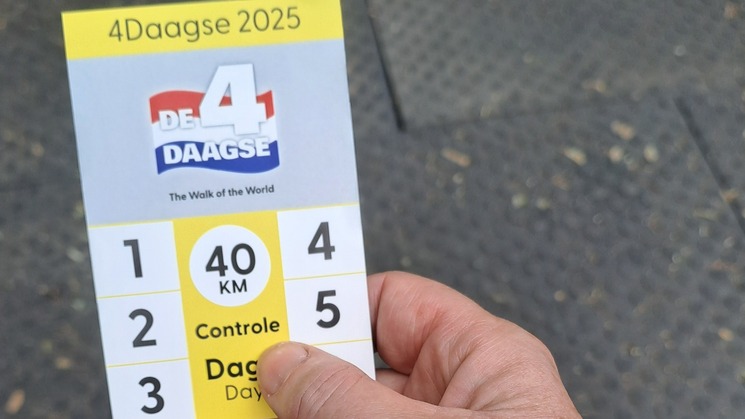 4Daagse 2025
DE 4
DAAGSE
The Walk of the World
1 40 4
KM
2 Controle 5
3 Dag
Day